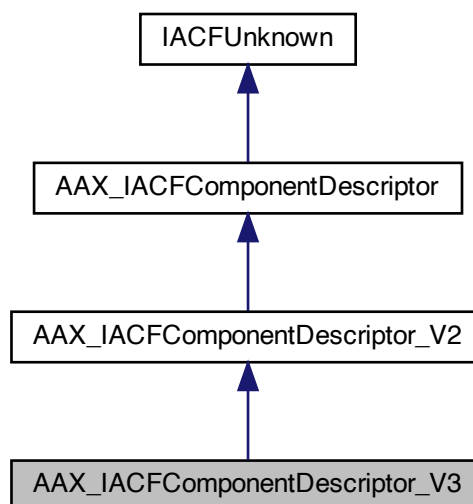 IACFUnknown
AAX_IACFComponentDescriptor
AAX_IACFComponentDescriptor_V2
AAX_IACFComponentDescriptor_V3